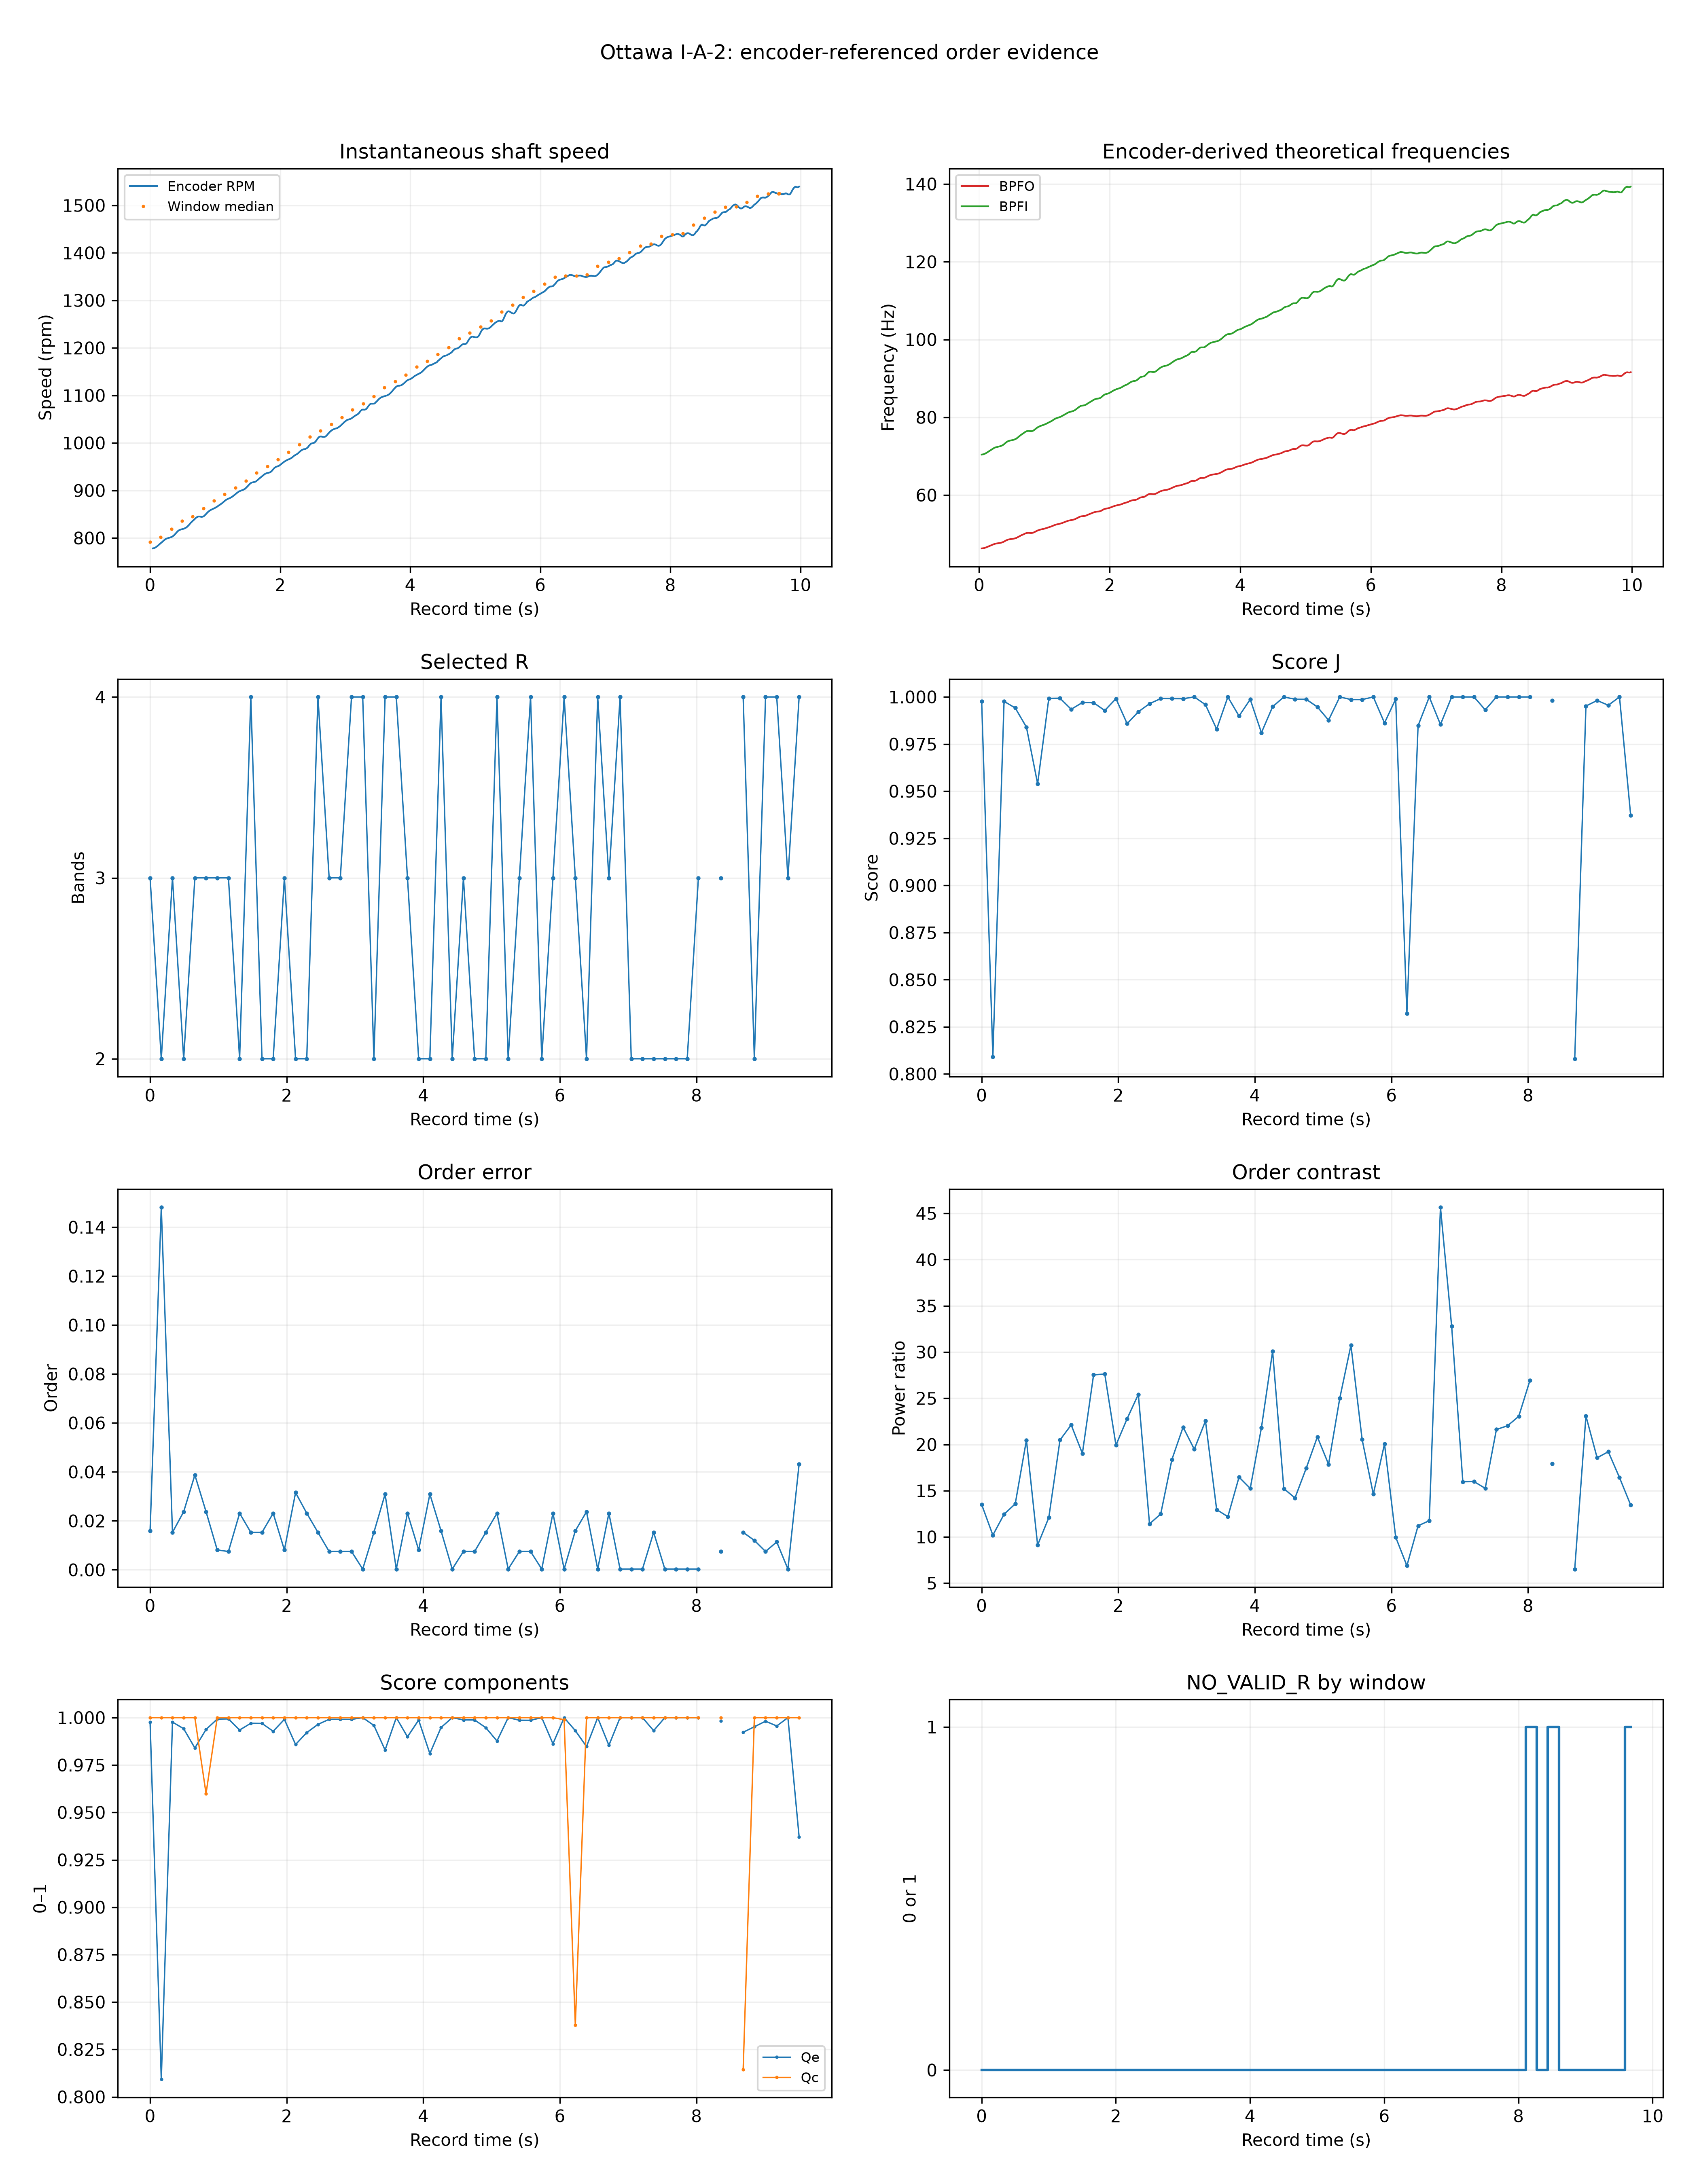 Ottawa I-A-2: encoder-referenced order evidence
Instantaneous shaft speed
Encoder RPM
Window median
1500
1400
1300
1200
1100
1000
900
800
Speed (rpm)
0 2 4 6 8 10
Record time (s)
Encoder-derived theoretical frequencies
BPFO
BPFI
140
120
100
80
60
Frequency (Hz)
0 2 4 6 8 10
Record time (s)
Selected R
4
3
2
Bands
0 2 4 6 8
Record time (s)
Score J
1.000
0.975
0.950
0.925
0.900
0.875
0.850
0.825
0.800
Score
0 2 4 6 8
Record time (s)
Order error
0.14
0.12
0.10
0.08
0.06
0.04
0.02
0.00
Order
0 2 4 6 8
Record time (s)
Order contrast
45
40
35
30
25
20
15
10
5
Power ratio
0 2 4 6 8
Record time (s)
Score components
1.000
0.975
0.950
0.925
0.900
0.875
0.850
0.825
0.800
0–1
Qe
Qc
0 2 4 6 8
Record time (s)
NO_VALID_R by window
1
0
0 or 1
0 2 4 6 8 10
Record time (s)